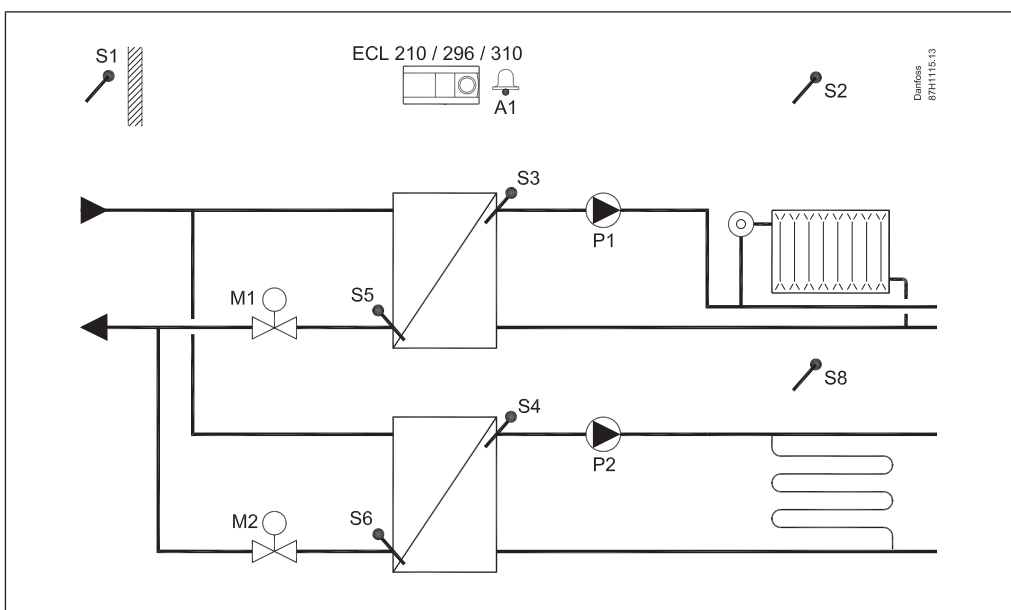 S1
ECL 210 / 296 / 310
A1
S2
Danfoss
87H1115.13
S3
P1
M1
S5
S8
S4
P2
M2
S6